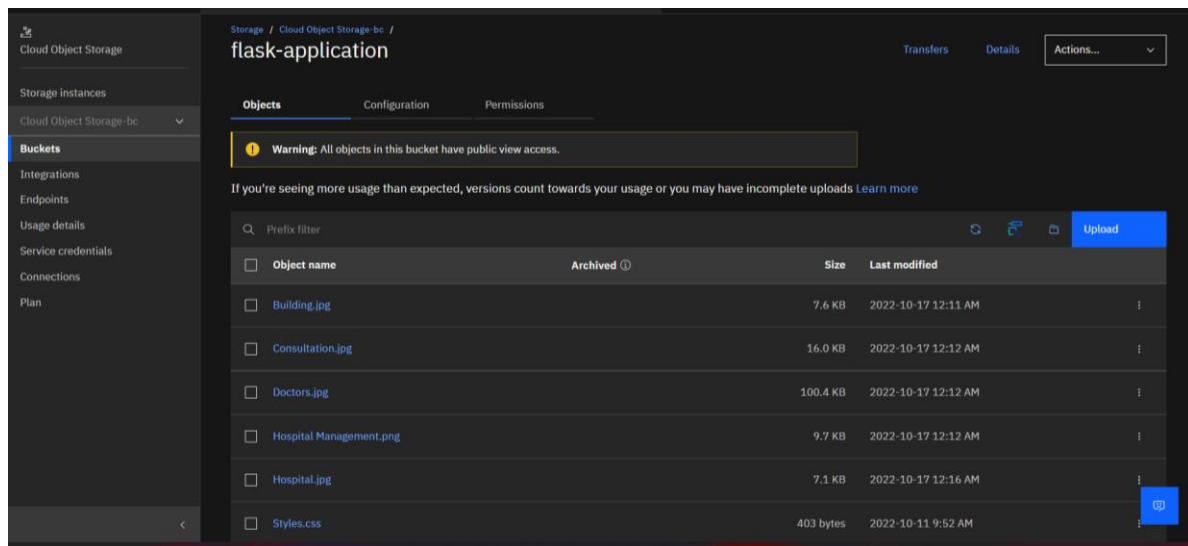 Cloud Object Storage
Storage instances
Cloud Object Storage-bc
Buckets
Integrations
Endpoints
Usage details
Service credentials
Connections
Plan
Storage / Cloud Object Storage-bc /
flask-application
Transfers Details Actions...
Objects Configuration Permissions
Warning: All objects in this bucket have public view access.
If you're seeing more usage than expected, versions count towards your usage or you may have incomplete uploads Learn more
Prefix filter Upload
Object name Archived Size Last modified
Building.jpg 7.6 KB 2022-10-17 12:11 AM
Consultation.jpg 16.0 KB 2022-10-17 12:12 AM
Doctors.jpg 100.4 KB 2022-10-17 12:12 AM
Hospital Management.png 9.7 KB 2022-10-17 12:12 AM
Hospital.jpg 7.1 KB 2022-10-17 12:16 AM
Styles.css 403 bytes 2022-10-11 9:52 AM